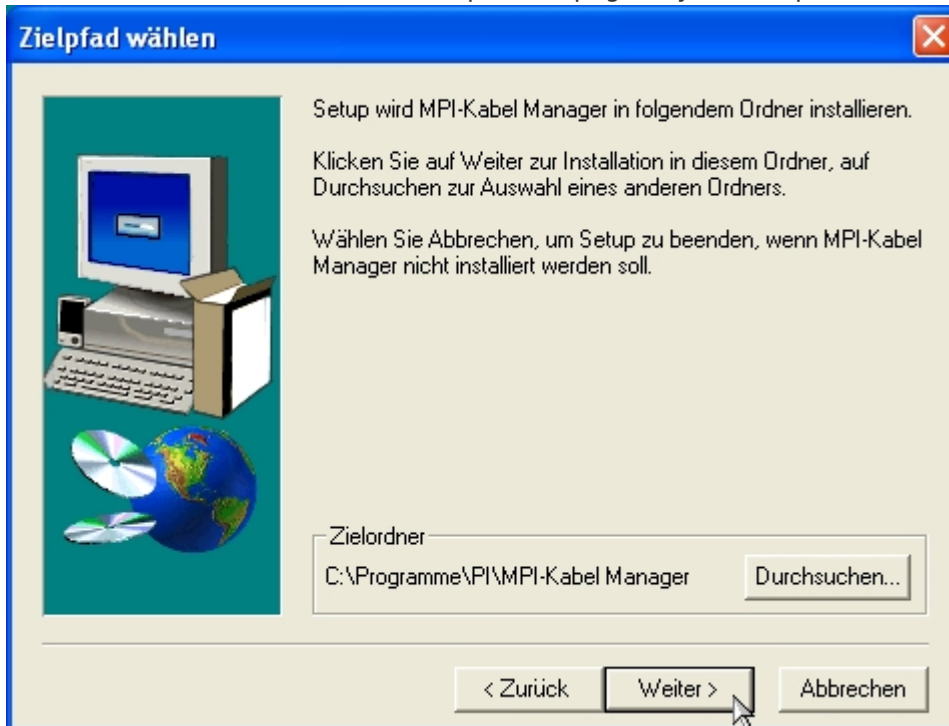 Zielpfad wählen
Setup wird MPI-Kabel Manager in folgendem Ordner installieren.
Klicken Sie auf Weiter zur Installation in diesem Ordner, auf
Durchsuchen zur Auswahl eines anderen Ordners.
Wählen Sie Abbrechen, um Setup zu beenden, wenn MPI-Kabel
Manager nicht installiert werden soll.
Zielordner
C:\Programme\PI\MPI-Kabel Manager
Durchsuchen...
< Zurück
Weiter >
Abbrechen